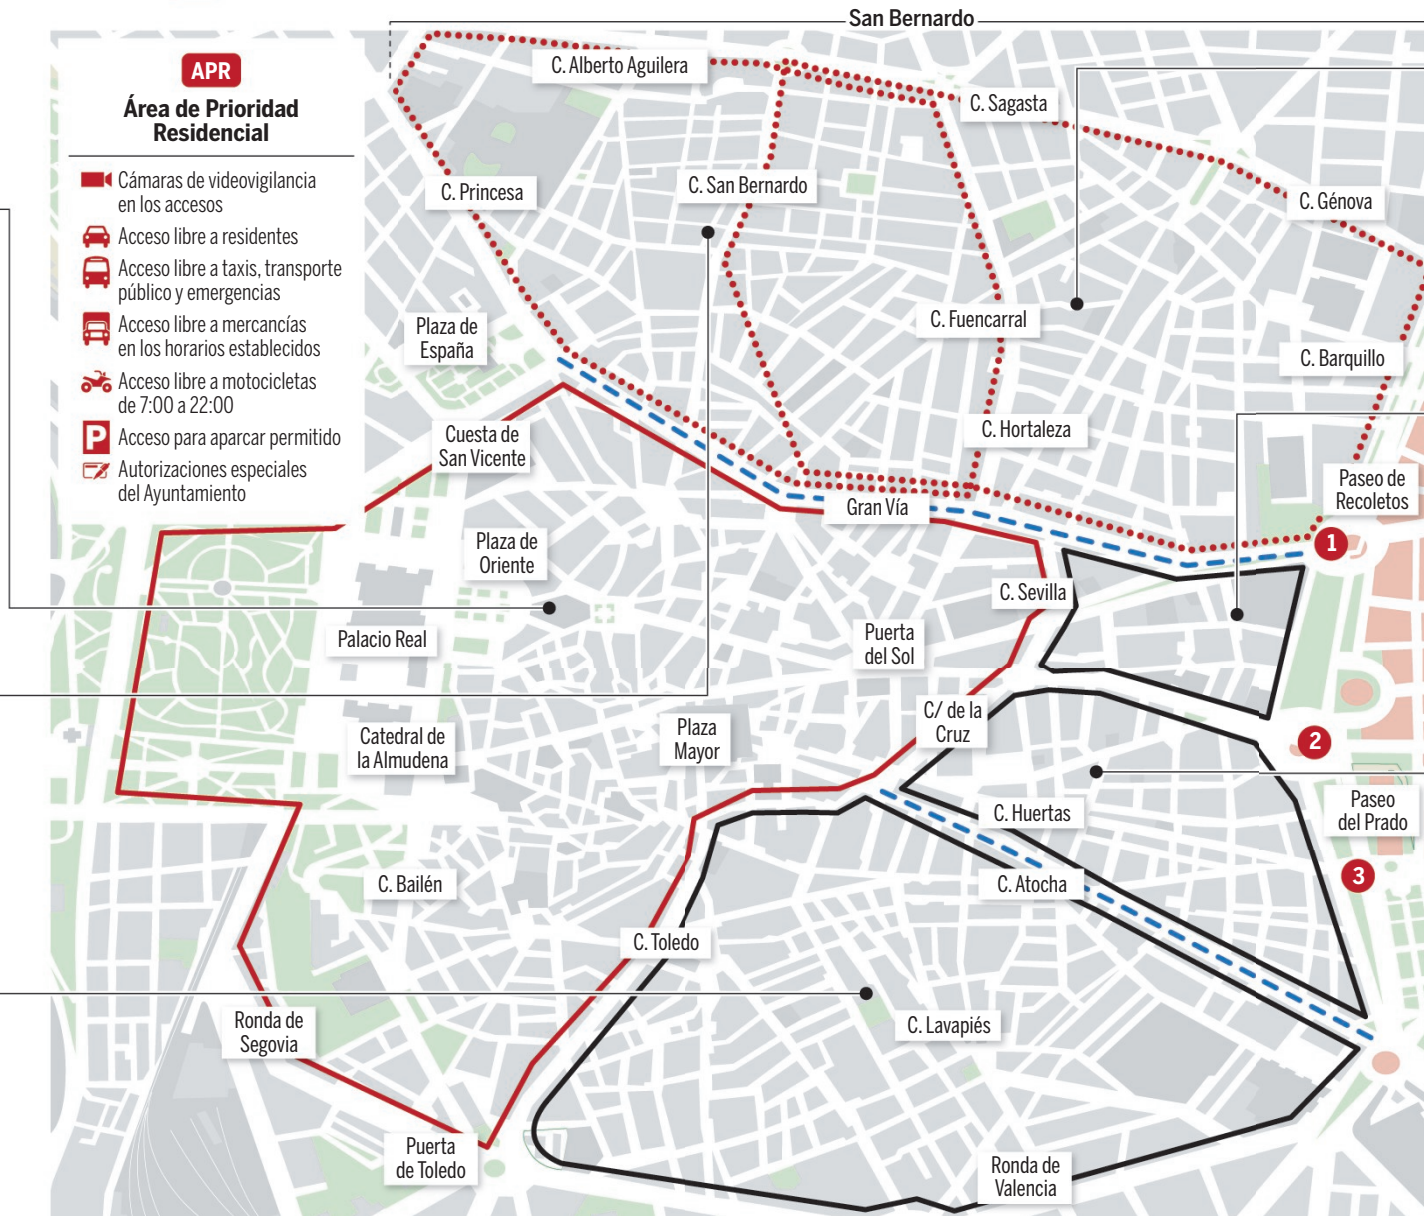 San Bernardo
APR
Área de Prioridad
Residencial
Cámaras de videovigilancia
en los accesos
Acceso libre a residentes
Acceso libre a taxis, transporte
público y emergencias
Acceso libre a mercancías
en los horarios establecidos
Acceso libre a motocicletas
de 7:00 a 22:00
P
Acceso para aparcar permitido
Autorizaciones especiales
del Ayuntamiento
C. Alberto Aguilera
C. Sagasta
C. Princesa
C. San Bernardo
C. Génova
Plaza de
España
C. Fuencarral
C. Barquillo
Cuesta de
San Vicente
C. Hortaleza
Paseo de
Recoletos
Gran Vía
1
Plaza de
Oriente
C. Sevilla
Palacio Real
Puerta
del Sol
C/ de la
Cruz
Plaza
Mayor
Catedral de
la Almudena
2
Paseo
del Prado
C. Huertas
C. Bailén
C. Atocha
3
C. Toledo
Ronda de
Segovia
C. Lavapiés
Puerta
de Toledo
Ronda de
Valencia